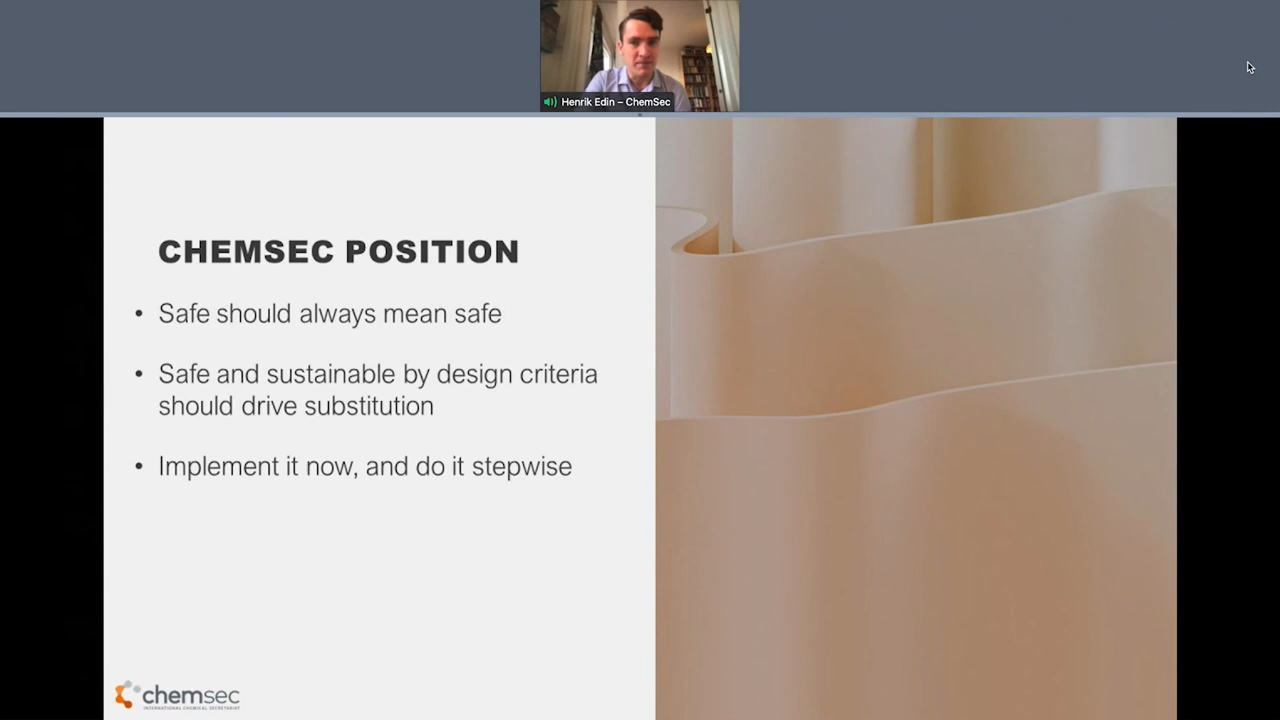 Henrik Edin – ChemSec
CHEMSEC POSITION
• Safe should always mean safe
• Safe and sustainable by design criteria
should drive substitution
• Implement it now, and do it stepwise
chemsec
INTERNATIONAL CHEMICAL SECRETARIAT